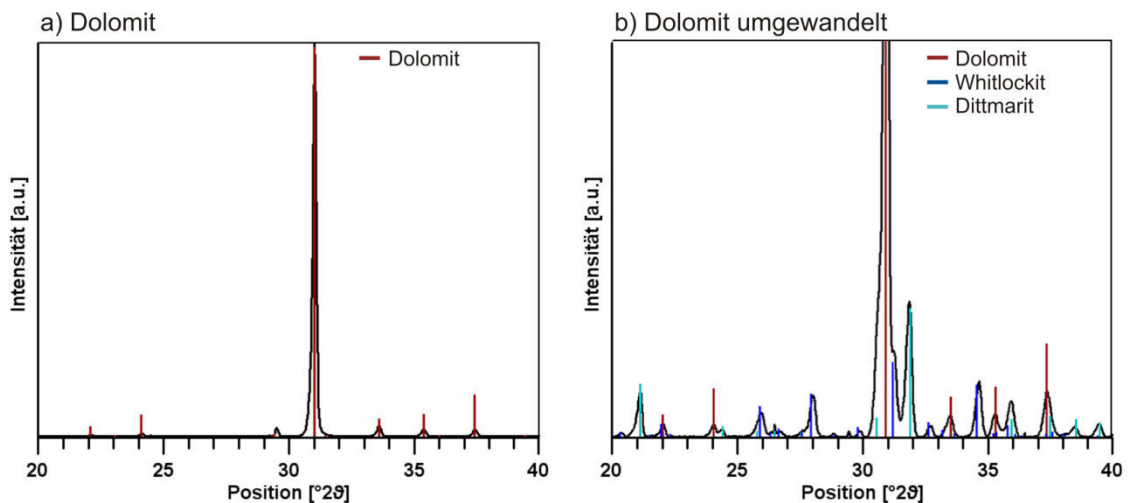 a) Dolomit
Dolomit
Intensität [a.u.]
20 25 30 35 40
Position [°2ϑ]
b) Dolomit umgewandelt
Dolomit
Whitlockit
Dittmarit
Intensität [a.u.]
20 25 30 35 40
Position [°2ϑ]